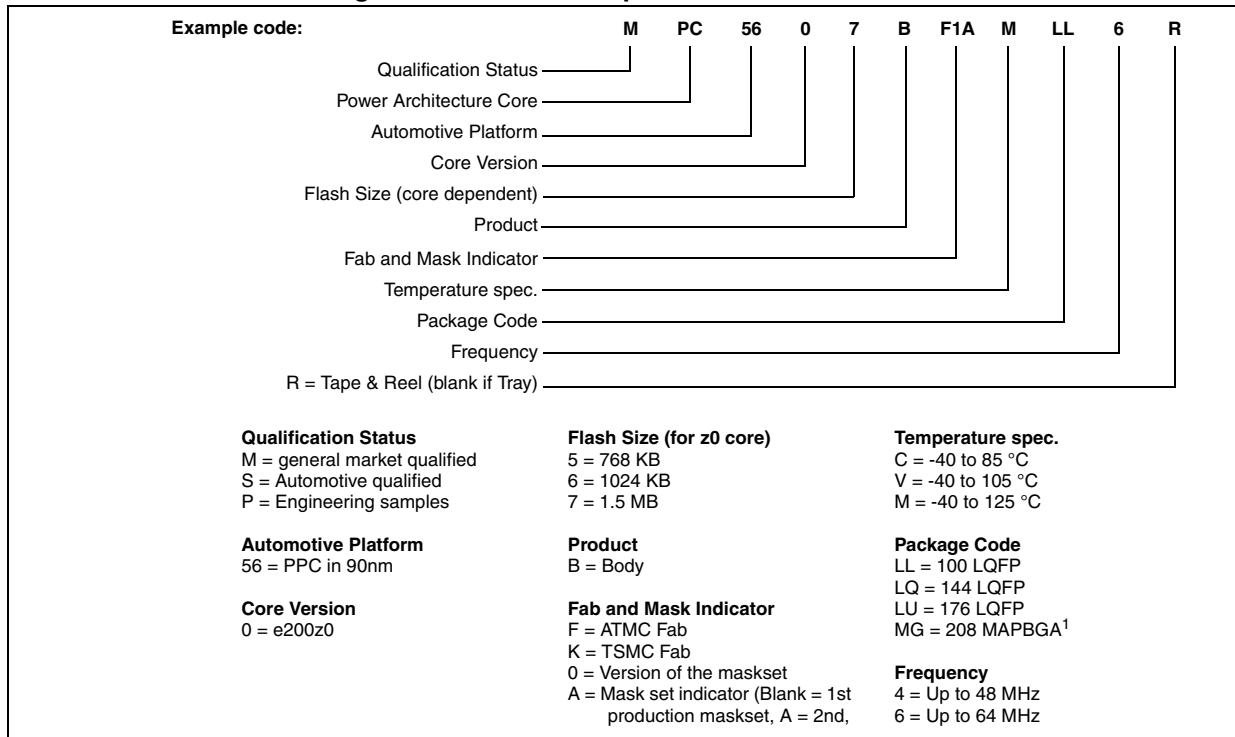 Example code: M PC 56 0 7 B F1A M LL 6 R
Qualification Status
Power Architecture Core
Automotive Platform
Core Version
Flash Size (core dependent)
Product
Fab and Mask Indicator
Temperature spec.
Package Code
Frequency
R = Tape & Reel (blank if Tray)
Qualification Status
M = general market qualified
S = Automotive qualified
P = Engineering samples
Automotive Platform
56 = PPC in 90nm
Core Version
0 = e200z0
Flash Size (for z0 core)
5 = 768 KB
6 = 1024 KB
7 = 1.5 MB
Product
B = Body
Fab and Mask Indicator
F = ATMC Fab
K = TSMC Fab
0 = Version of the maskset
A = Mask set indicator (Blank = 1st
production maskset, A = 2nd,
Temperature spec.
C = -40 to 85 °C
V = -40 to 105 °C
M = -40 to 125 °C
Package Code
LL = 100 LQFP
LQ = 144 LQFP
LU = 176 LQFP
MG = 208 MAPBGA1
Frequency
4 = Up to 48 MHz
6 = Up to 64 MHz